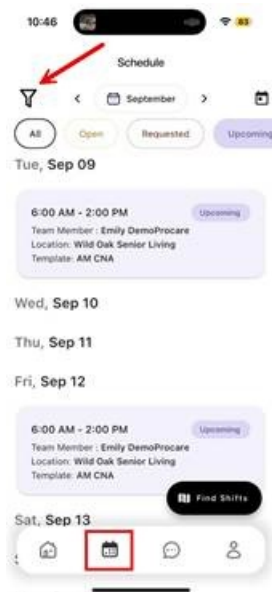 10:46
83
Schedule
September
All
Open
Requested
Upcoming
Tue, Sep 09
6:00 AM - 2:00 PM
Upcoming
Team Member : Emily DemoProcare
Location: Wild Oak Senior Living
Template: AM CNA
Wed, Sep 10
Thu, Sep 11
Fri, Sep 12
6:00 AM - 2:00 PM
Upcoming
Team Member : Emily DemoProcare
Location: Wild Oak Senior Living
Template: AM CNA
Find Shifts
Sat, Sep 13